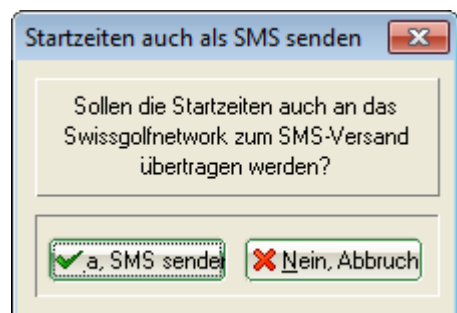 Startzeiten auch als SMS senden
Sollen die Startzeiten auch an das
Swissgolfnetwork zum SMS-Versand
übertragen werden?
a, SMS sender
Nein, Abbruch